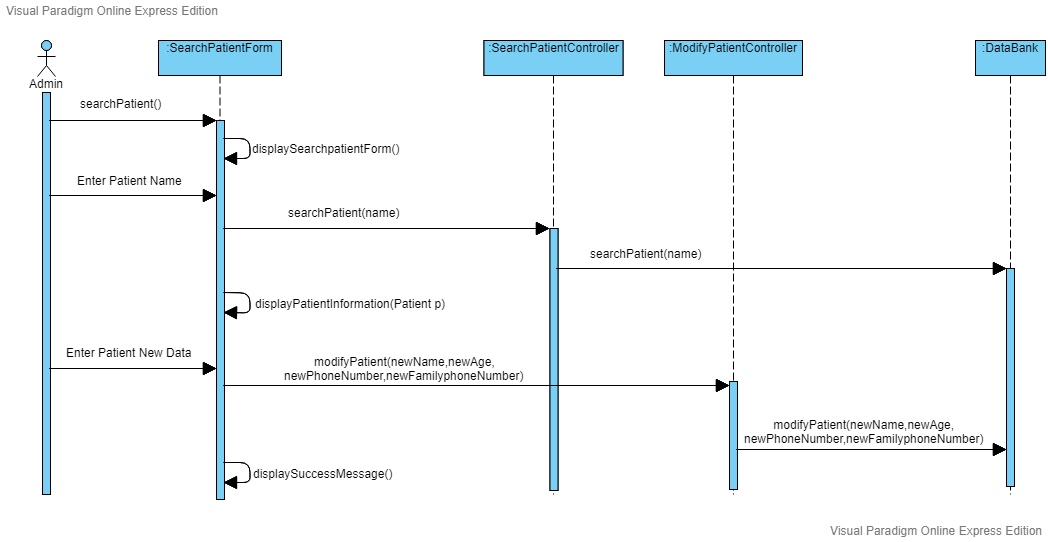 Visual Paradigm Online Express Edition
:SearchPatientForm
:SearchPatientController
:ModifyPatientController
:DataBank
Admin
searchPatient()
displaySearchpatientForm()
Enter Patient Name
searchPatient(name)
searchPatient(name)
displayPatientInformation(Patient p)
Enter Patient New Data
modifyPatient(newName,newAge,
newPhoneNumber,newFamilyphoneNumber)
modifyPatient(newName,newAge,
newPhoneNumber,newFamilyphoneNumber)
displaySuccessMessage()
Visual Paradigm Online Express Edition